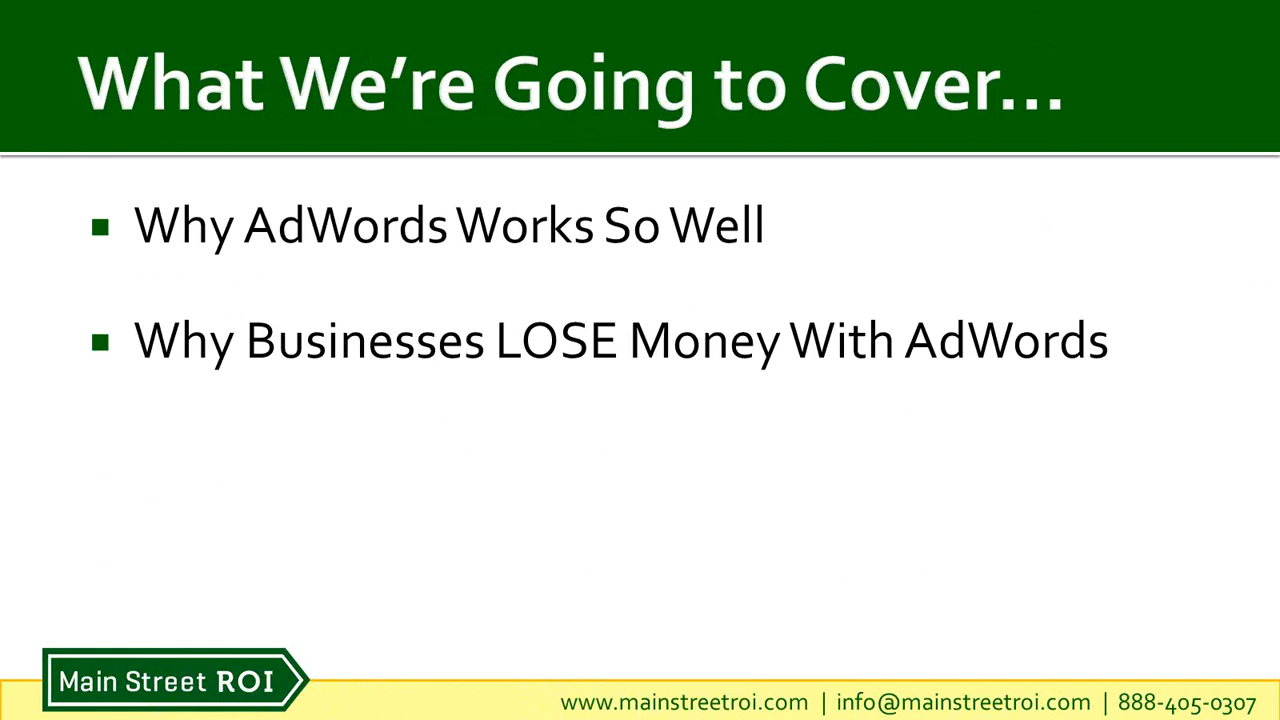 What We’re Going to Cover…
Why AdWords Works So Well
Why Businesses LOSE Money With AdWords
Main Street ROI
www.mainstreetroi.com | info@mainstreetroi.com | 888-405-0307